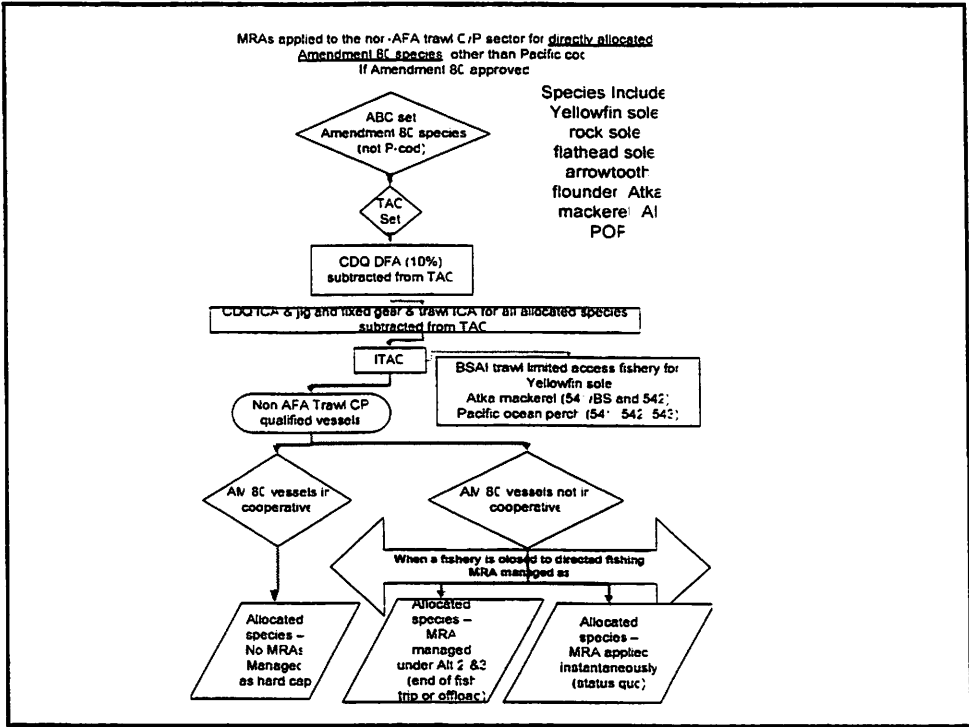 MRAs applied to the non-AFA trawl C/P sector for directly allocated
Amendment 80 species other than Pacific cod
If Amendment 80 approved
Species Include
Yellowfin sole
rock sole
flathead sole
arrowtooth
flounder Atka
mackerel AI
POP
ABC set
Amendment 80 species
(not P-cod)
TAC
Set
CDQ DFA (10%)
subtracted from TAC
CDQ ICA & jig and fixed gear & trawl ICA for all allocated species
subtracted from TAC
ITAC
BSAI trawl limited access fishery for
Yellowfin sole
Atka mackerel (541/BS and 542)
Pacific ocean perch (541 542 543)
Non AFA Trawl CP
qualified vessels
AM 80 vessels in
cooperative
AM 80 vessels not in
cooperative
When a fishery is closed to directed fishing
MRA managed as
Allocated
species –
No MRAs
Managed
as hard cap
Allocated
species –
MRA
managed
under Alt 2 &3
(end of fish
trip or offload)
Allocated
species –
MRA applied
instantaneously
(status quo)